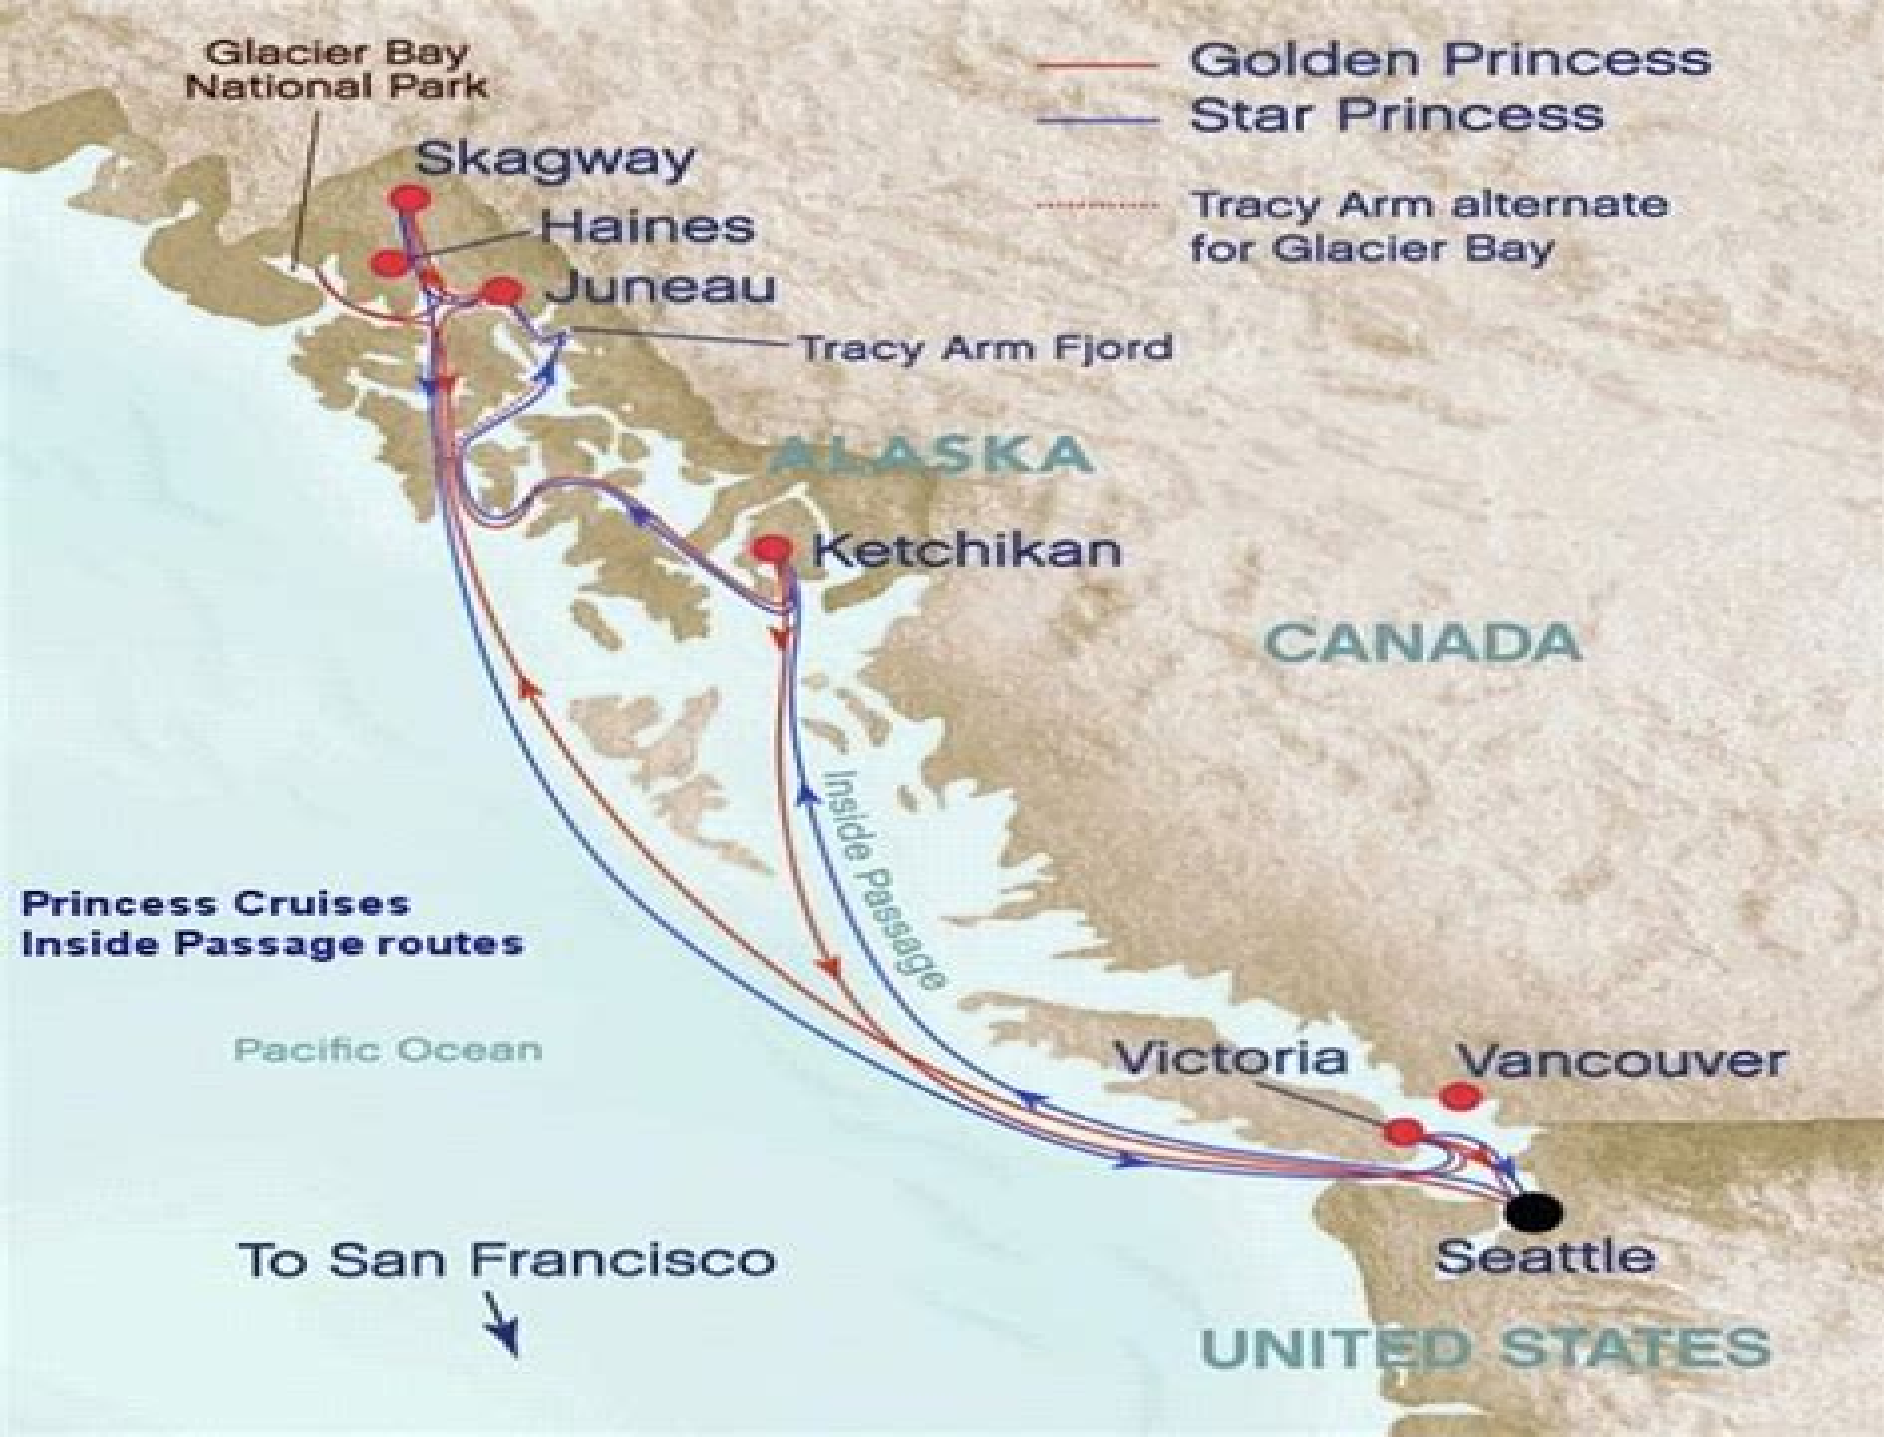 Glacier Bay
National Park
Golden Princess
Star Princess
Tracy Arm alternate
for Glacier Bay
Skagway
Haines
Juneau
Tracy Arm Fjord
ALASKA
Ketchikan
CANADA
Inside Passage
Princess Cruises
Inside Passage routes
Pacific Ocean
Victoria
Vancouver
To San Francisco
Seattle
UNITED STATES